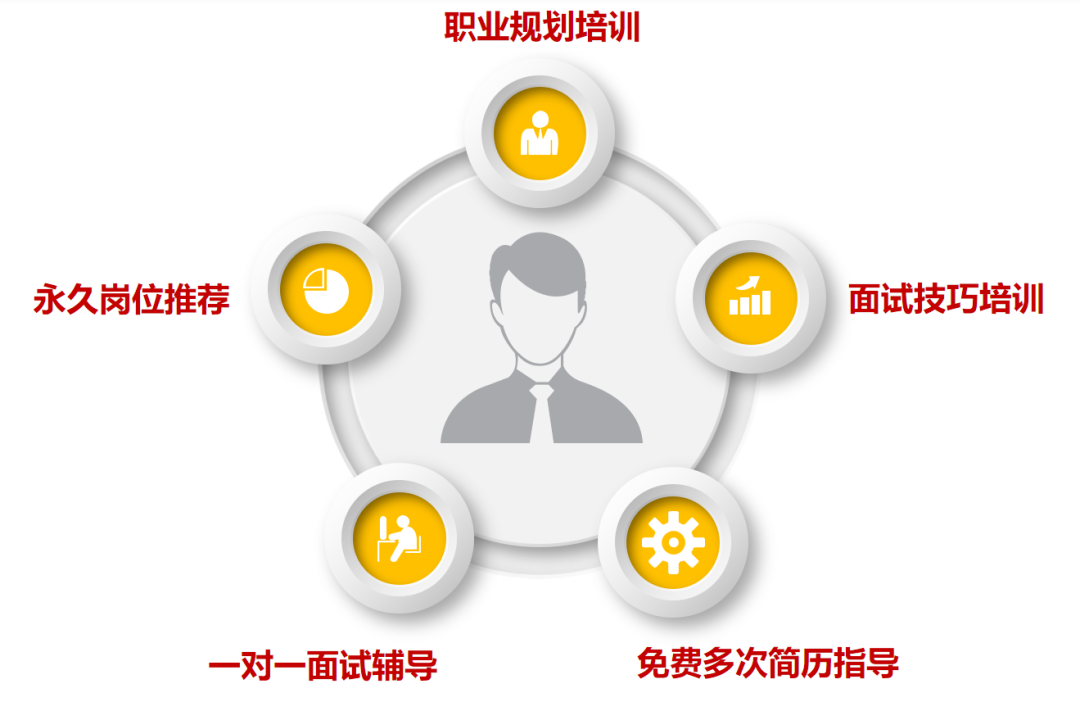 职业规划培训
永久岗位推荐
面试技巧培训
一对一面试辅导
免费多次简历指导